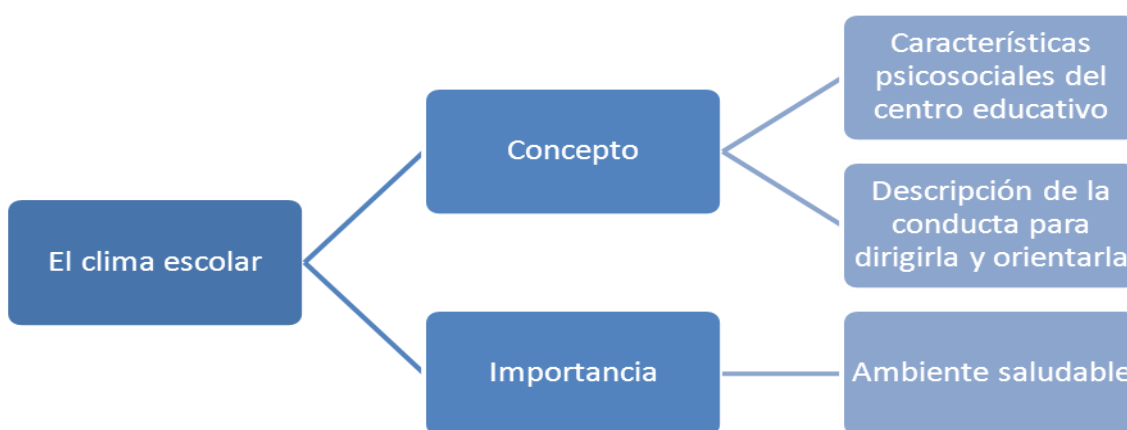 El clima escolar
Concepto
Características
psicosociales del
centro educativo
Descripción de la
conducta para
dirigirla y orientarla
Importancia
Ambiente saludable